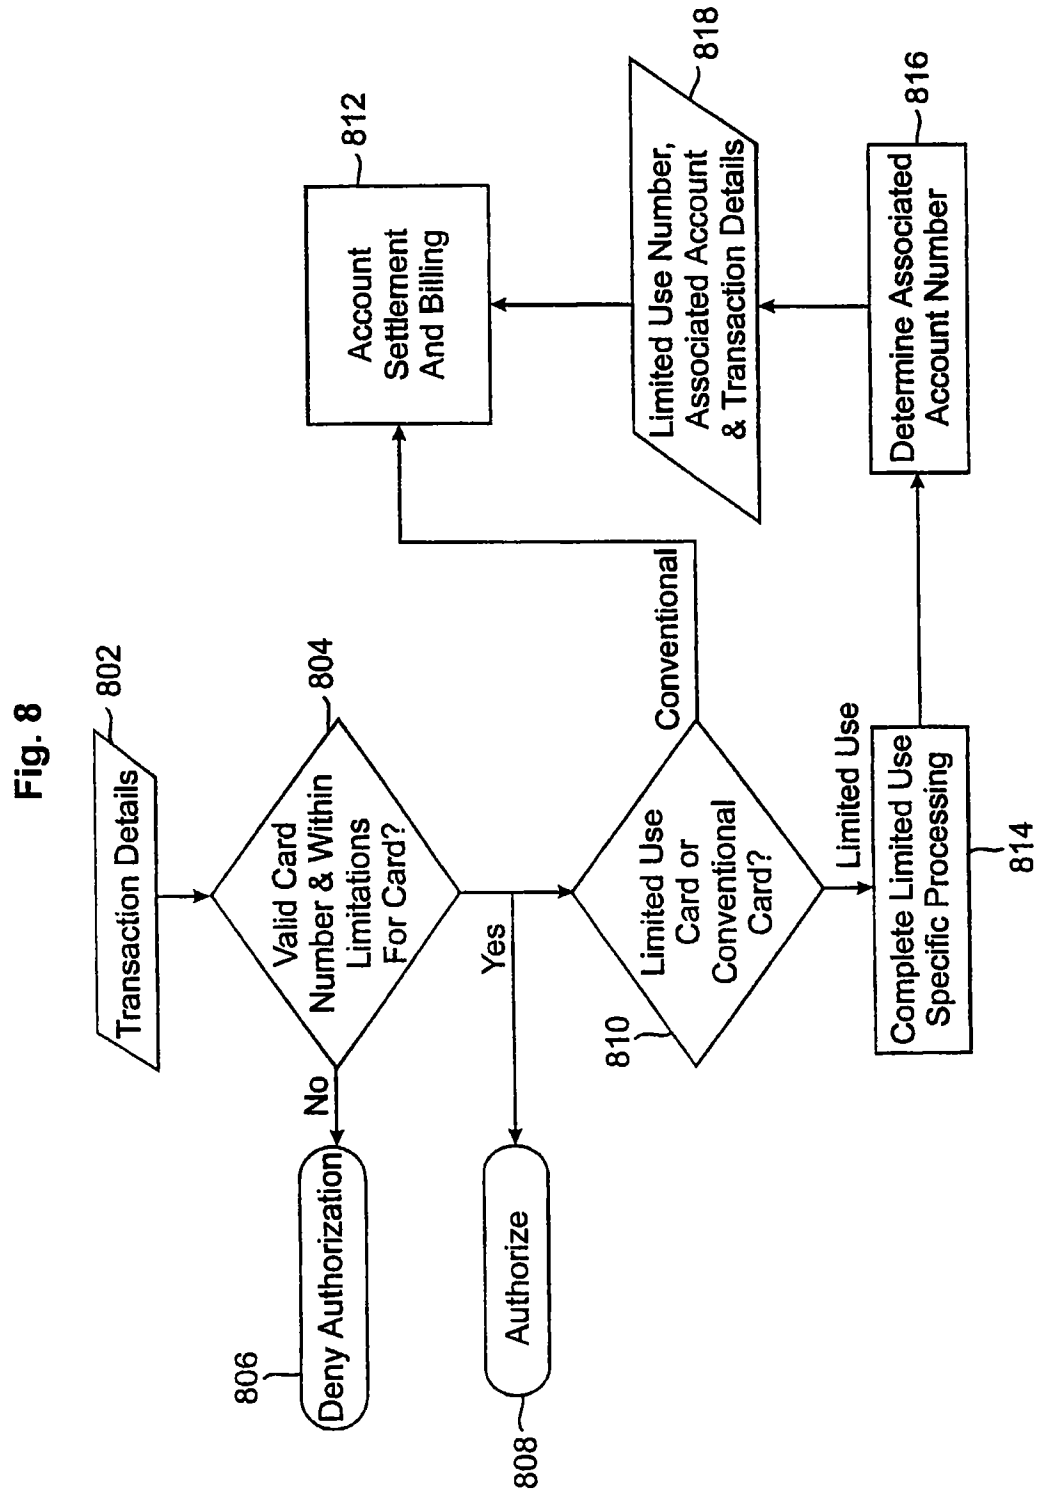 Fig. 8
802
Transaction Details
804
Valid Card
Number & Within
Limitations
For Card?
No
806
Deny Authorization
Yes
808
Authorize
810
Limited Use
Card or
Conventional
Card?
Conventional
812
Account
Settlement
And Billing
Limited Use
814
Complete Limited Use
Specific Processing
816
Determine Associated
Account Number
818
Limited Use Number,
Associated Account
& Transaction Details